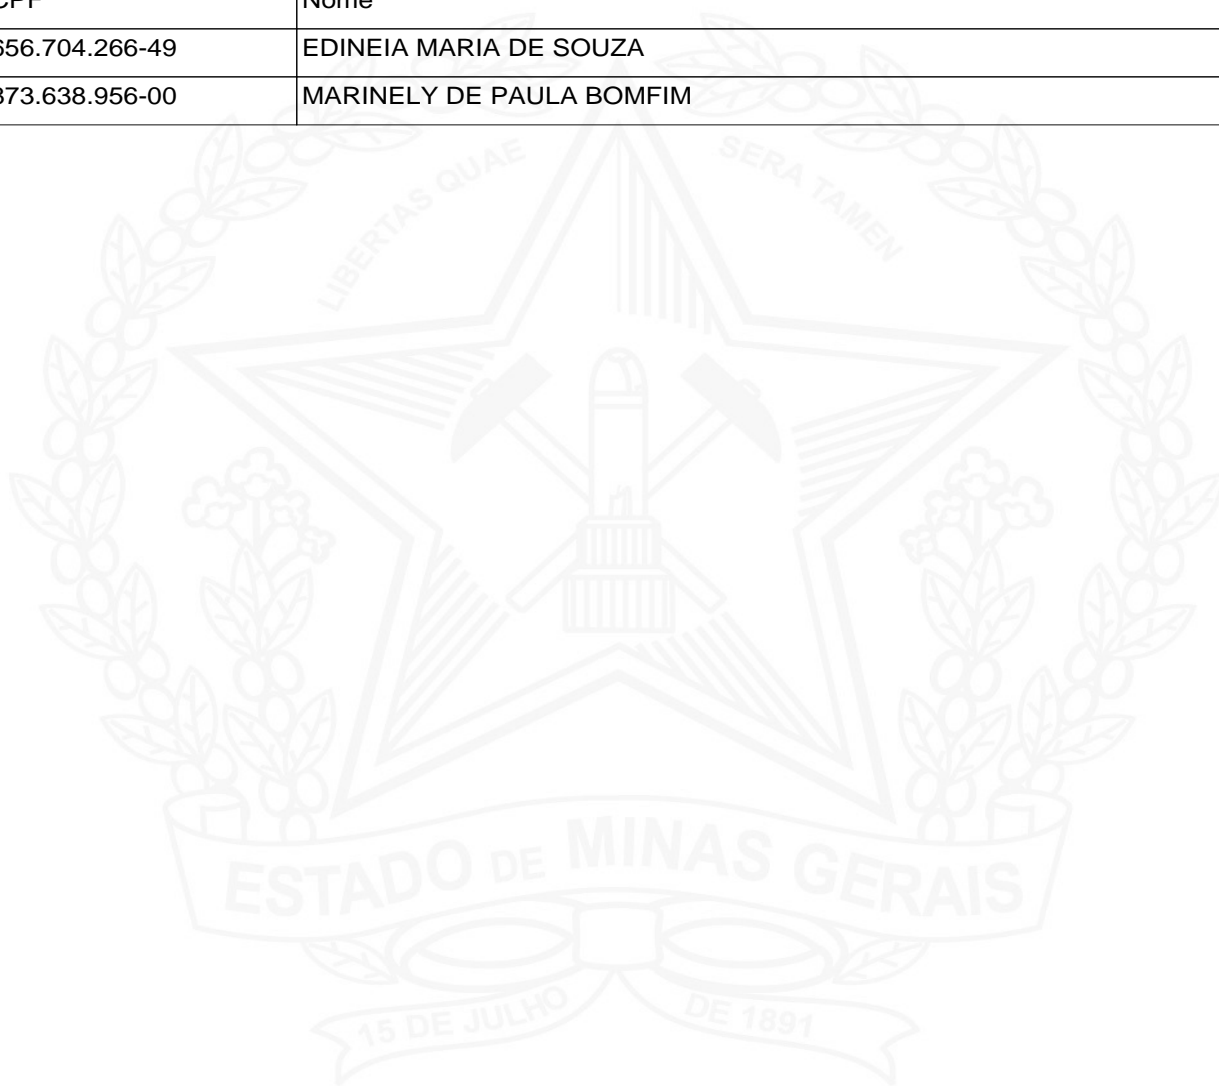 CPF Nome
656.704.266-49 EDINEIA MARIA DE SOUZA
873.638.956-00 MARINELY DE PAULA BOMFIM
LIBERTAS QUAE SERA TAMEN
ESTADO DE MINAS GERAIS
15 DE JULHO DE 1891